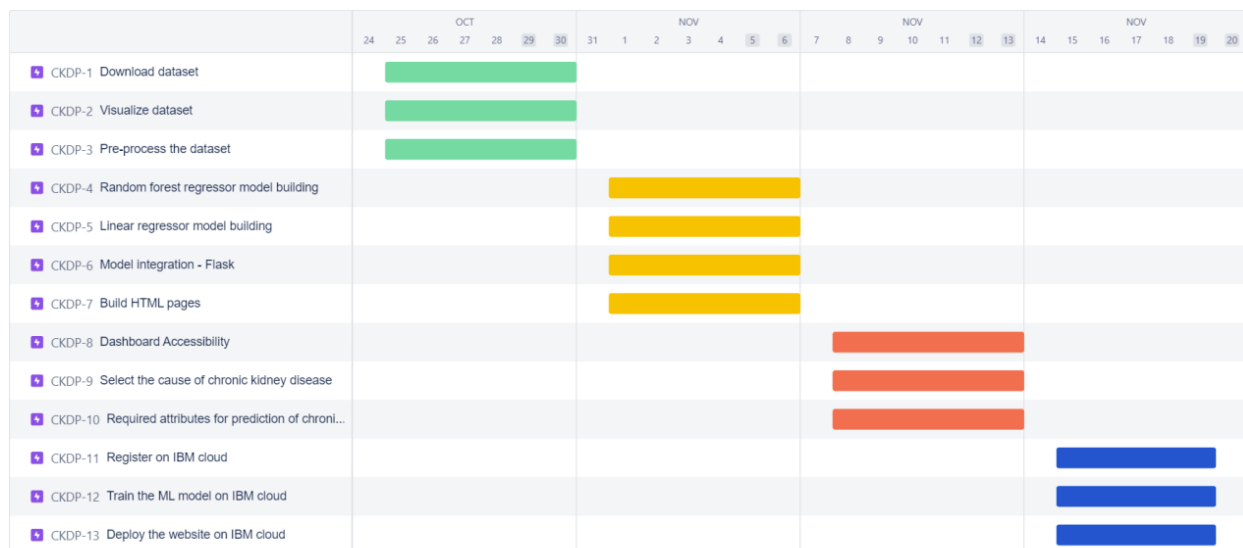 OCT NOV NOV NOV
24 25 26 27 28 29 30 31 1 2 3 4 5 6 7 8 9 10 11 12 13 14 15 16 17 18 19 20
CKDP-1 Download dataset
CKDP-2 Visualize dataset
CKDP-3 Pre-process the dataset
CKDP-4 Random forest regressor model building
CKDP-5 Linear regressor model building
CKDP-6 Model integration - Flask
CKDP-7 Build HTML pages
CKDP-8 Dashboard Accessibility
CKDP-9 Select the cause of chronic kidney disease
CKDP-10 Required attributes for prediction of chroni...
CKDP-11 Register on IBM cloud
CKDP-12 Train the ML model on IBM cloud
CKDP-13 Deploy the website on IBM cloud